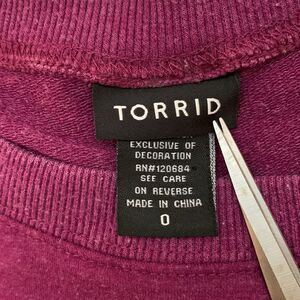 TORRID
EXCLUSIVE OF
DECORATION
RN#120684
SEE CARE
ON REVERSE
MADE IN CHINA
0